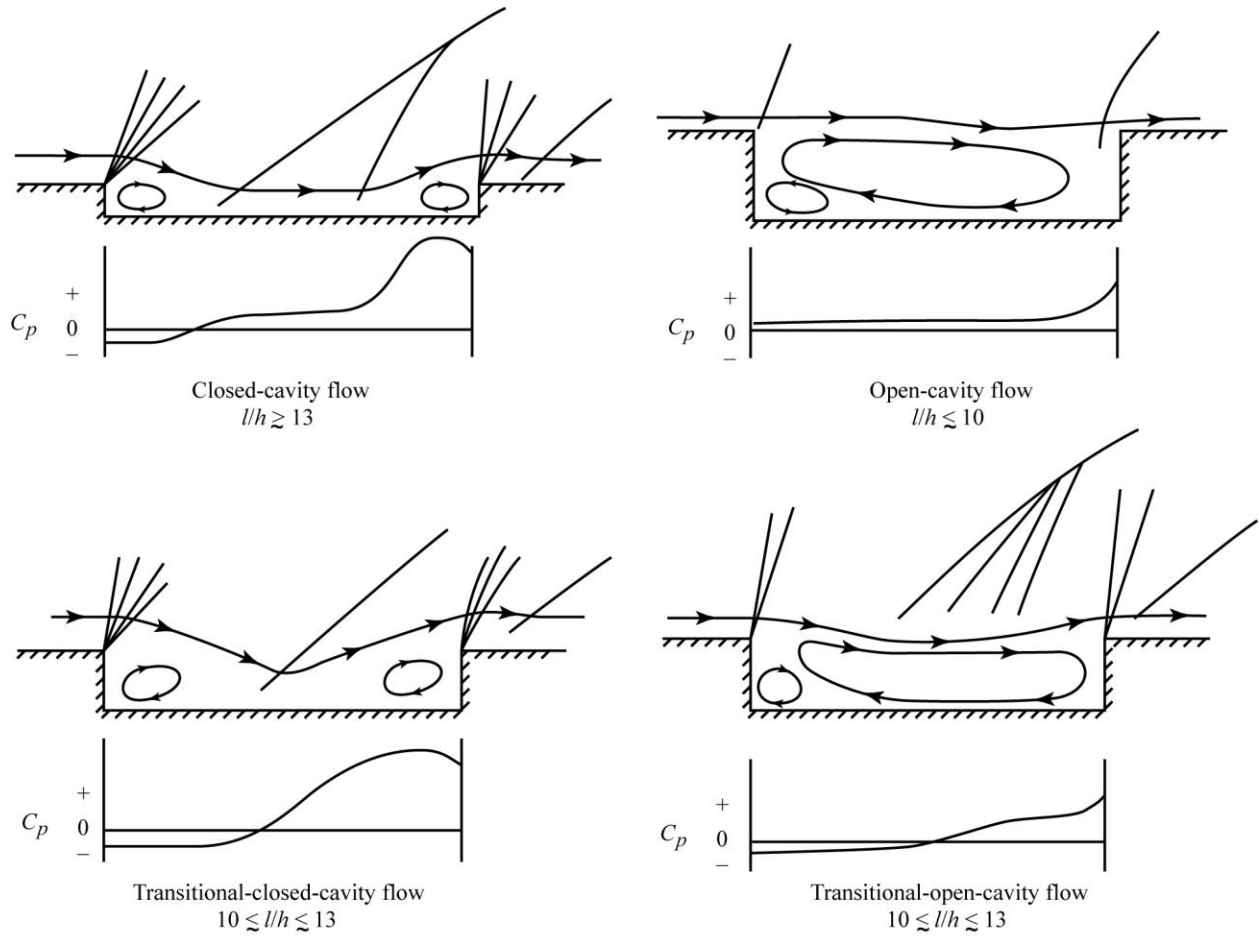 +
C_p 0
−
Closed-cavity flow
l/h ≳ 13
+
C_p 0
−
Open-cavity flow
l/h ≲ 10
+
C_p 0
−
Transitional-closed-cavity flow
10 ≲ l/h ≲ 13
+
C_p 0
−
Transitional-open-cavity flow
10 ≲ l/h ≲ 13